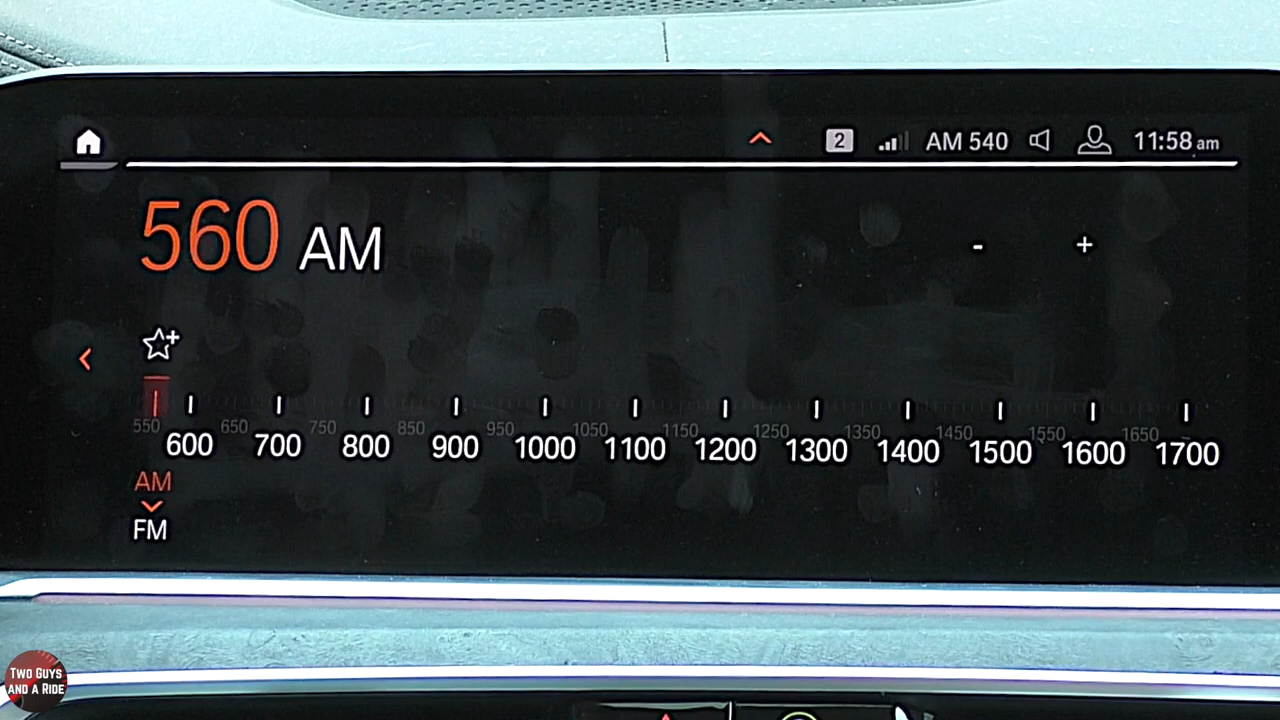 2 AM 540 11:58 am
560 AM
- +
550 650 750 850 950 1050 1150 1250 1350 1450 1550 1650
600 700 800 900 1000 1100 1200 1300 1400 1500 1600 1700
AM
FM
TWO GUYS
AND A RIDE